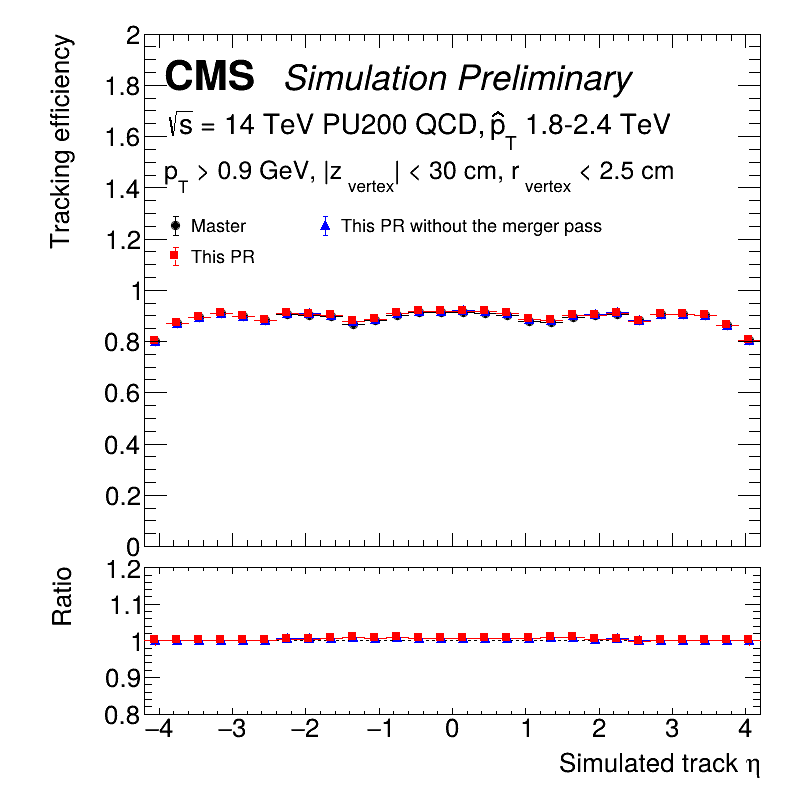 CMS Simulation Preliminary
√s = 14 TeV PU200 QCD, p̂T 1.8-2.4 TeV
pT > 0.9 GeV, |z vertex| < 30 cm, r vertex < 2.5 cm
Master
This PR without the merger pass
This PR
Tracking efficiency
2
1.8
1.6
1.4
1.2
1
0.8
0.6
0.4
0.2
0
Ratio
1.2
1.1
1
0.9
0.8
−4 −3 −2 −1 0 1 2 3 4
Simulated track η